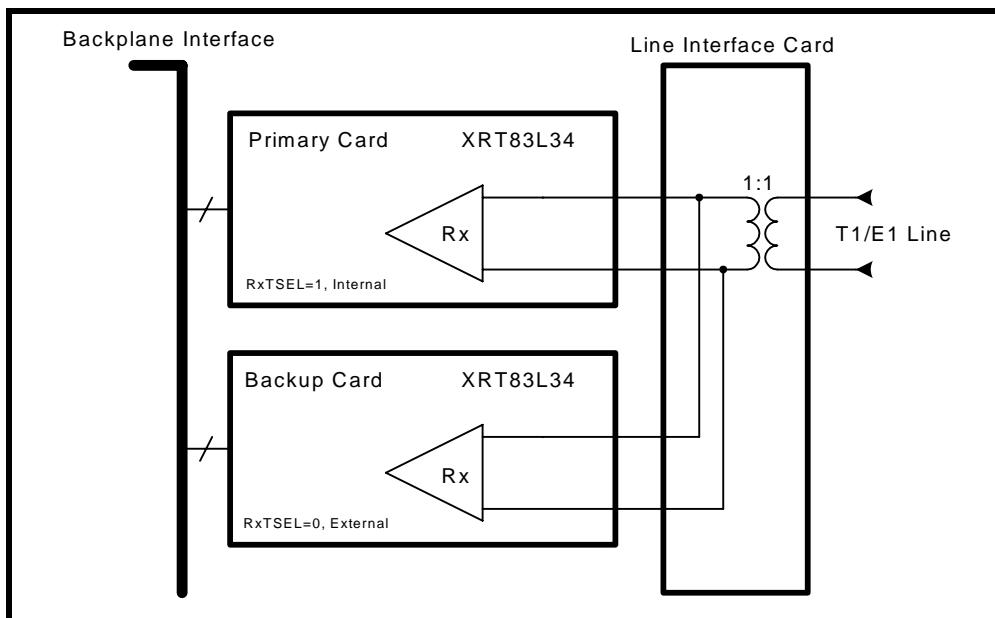 Backplane Interface
Line Interface Card
Primary Card XRT83L34
1:1
Rx
T1/E1 Line
RxTSEL=1, Internal
Backup Card XRT83L34
Rx
RxTSEL=0, External